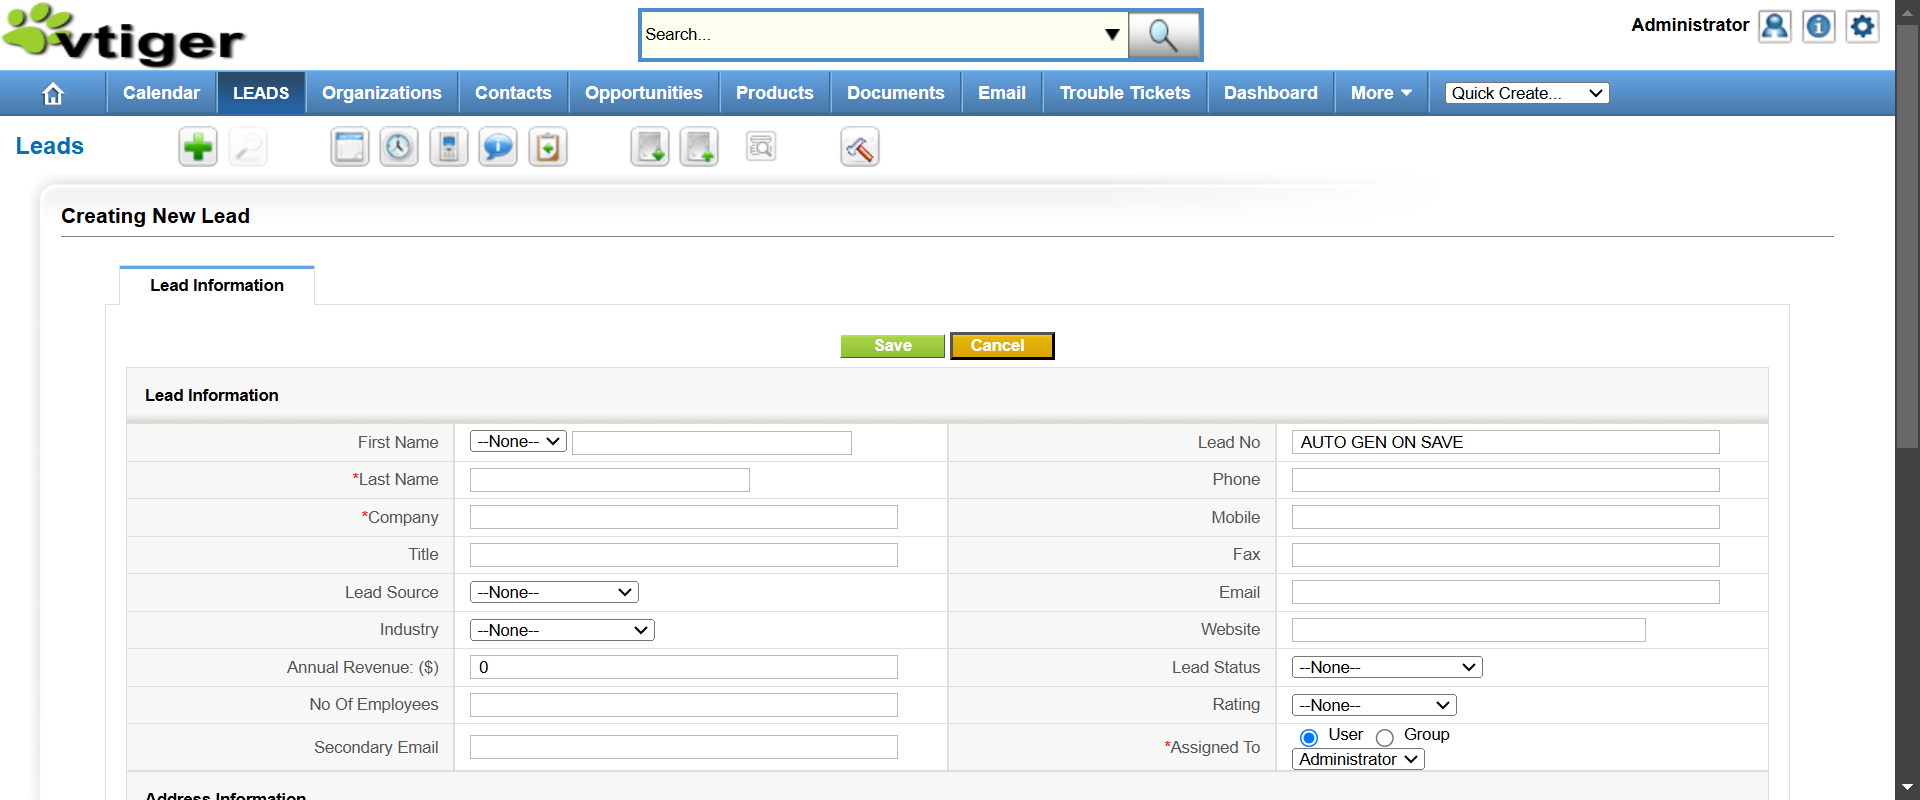 vtiger
Search...
Administrator
Calendar
LEADS
Organizations
Contacts
Opportunities
Products
Documents
Email
Trouble Tickets
Dashboard
More
Quick Create...
Leads
Creating New Lead
Lead Information
Save
Cancel
Lead Information
First Name --None--
Lead No AUTO GEN ON SAVE
*Last Name
Phone
*Company
Mobile
Title
Fax
Lead Source --None--
Email
Industry --None--
Website
Annual Revenue: ($) 0
Lead Status --None--
No Of Employees
Rating --None--
Secondary Email
*Assigned To User Group
Administrator
Address Information